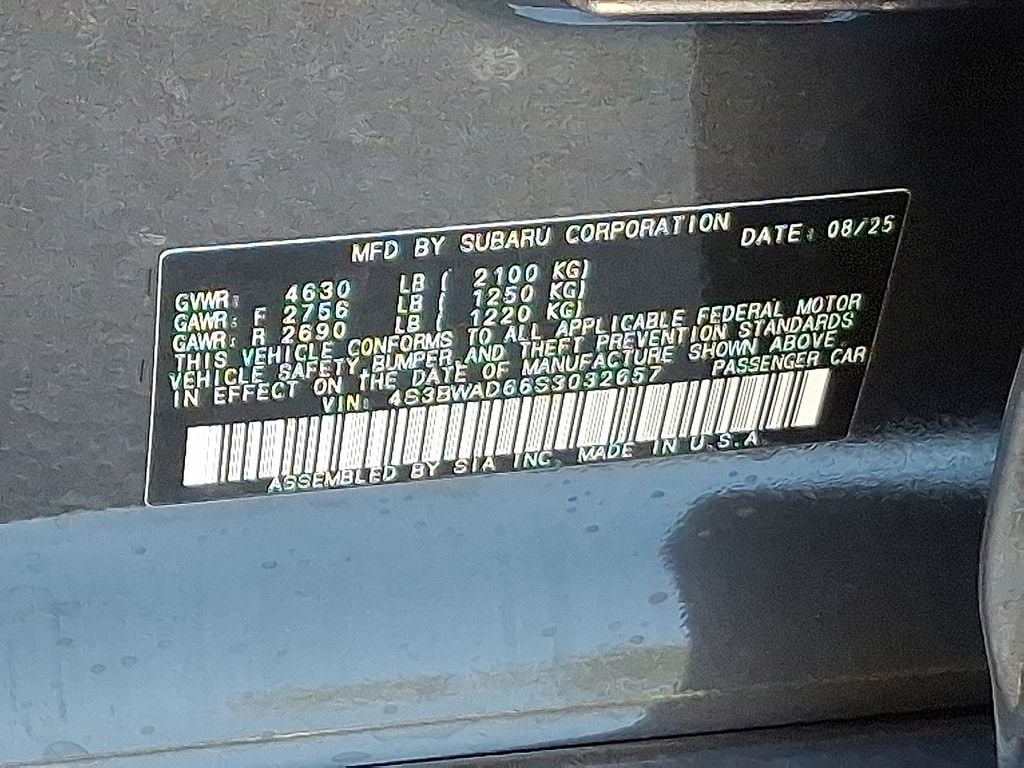 MFD BY SUBARU CORPORATION DATE: 08/25
GVWR: 4630 LB ( 2100 KG)
GAWR: F 2756 LB ( 1250 KG)
GAWR: R 2690 LB ( 1220 KG)
THIS VEHICLE CONFORMS TO ALL APPLICABLE FEDERAL MOTOR
VEHICLE SAFETY, BUMPER AND THEFT PREVENTION STANDARDS
IN EFFECT ON THE DATE OF MANUFACTURE SHOWN ABOVE.
VIN: 4S3BWAD66S3032657 PASSENGER CAR
ASSEMBLED BY SIA INC. MADE IN U.S.A.